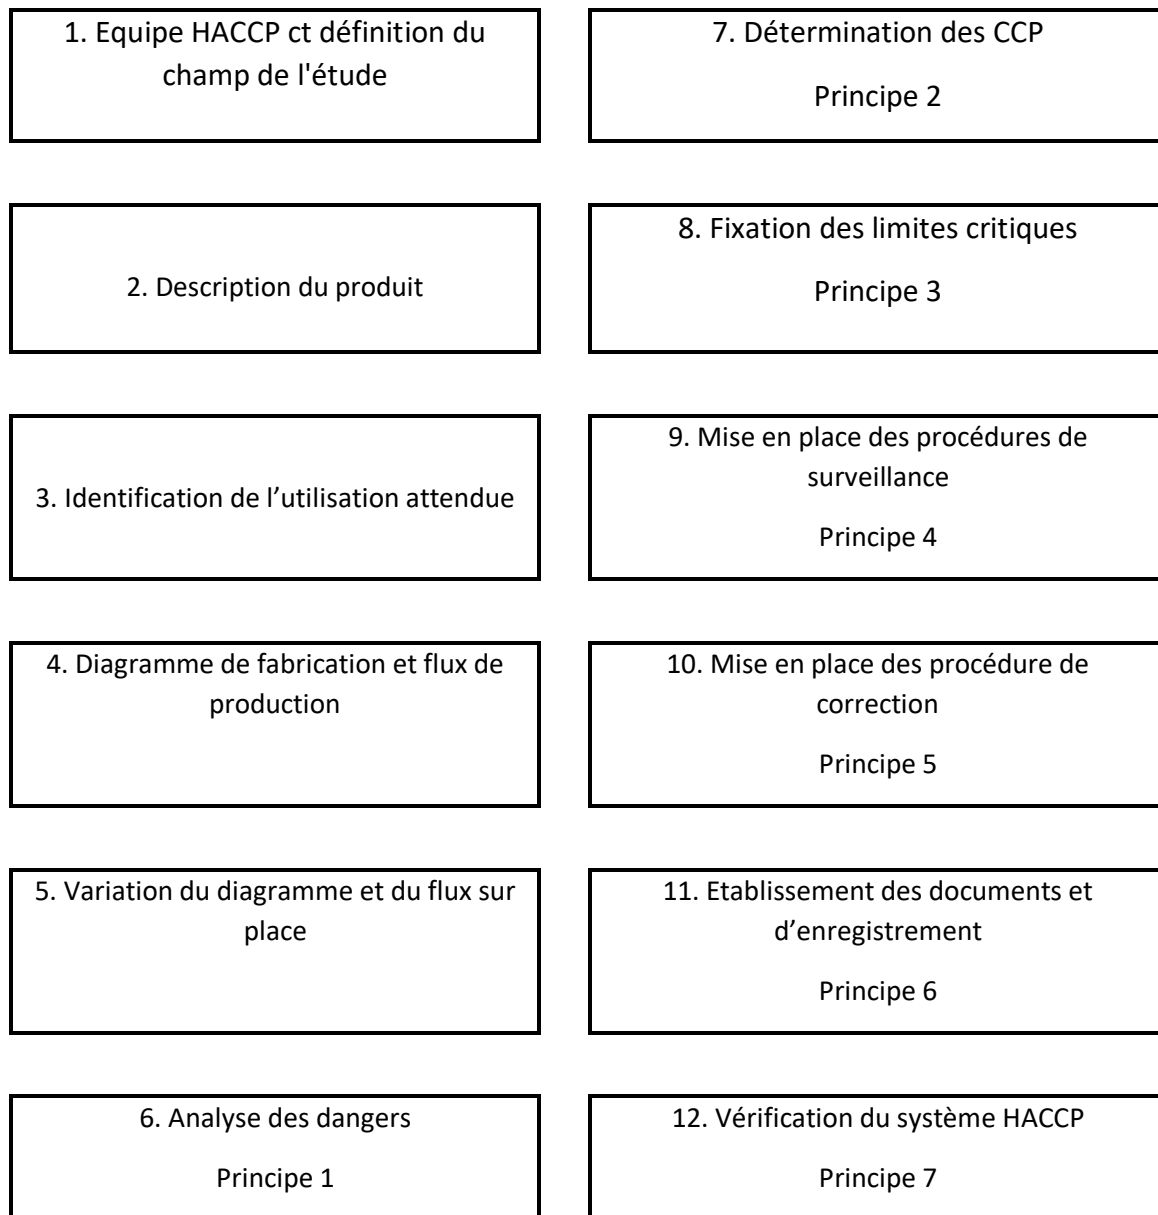 1. Equipe HACCP ct définition du
champ de l'étude
2. Description du produit
3. Identification de l’utilisation attendue
4. Diagramme de fabrication et flux de
production
5. Variation du diagramme et du flux sur
place
6. Analyse des dangers
Principe 1
7. Détermination des CCP
Principe 2
8. Fixation des limites critiques
Principe 3
9. Mise en place des procédures de
surveillance
Principe 4
10. Mise en place des procédure de
correction
Principe 5
11. Etablissement des documents et
d’enregistrement
Principe 6
12. Vérification du système HACCP
Principe 7